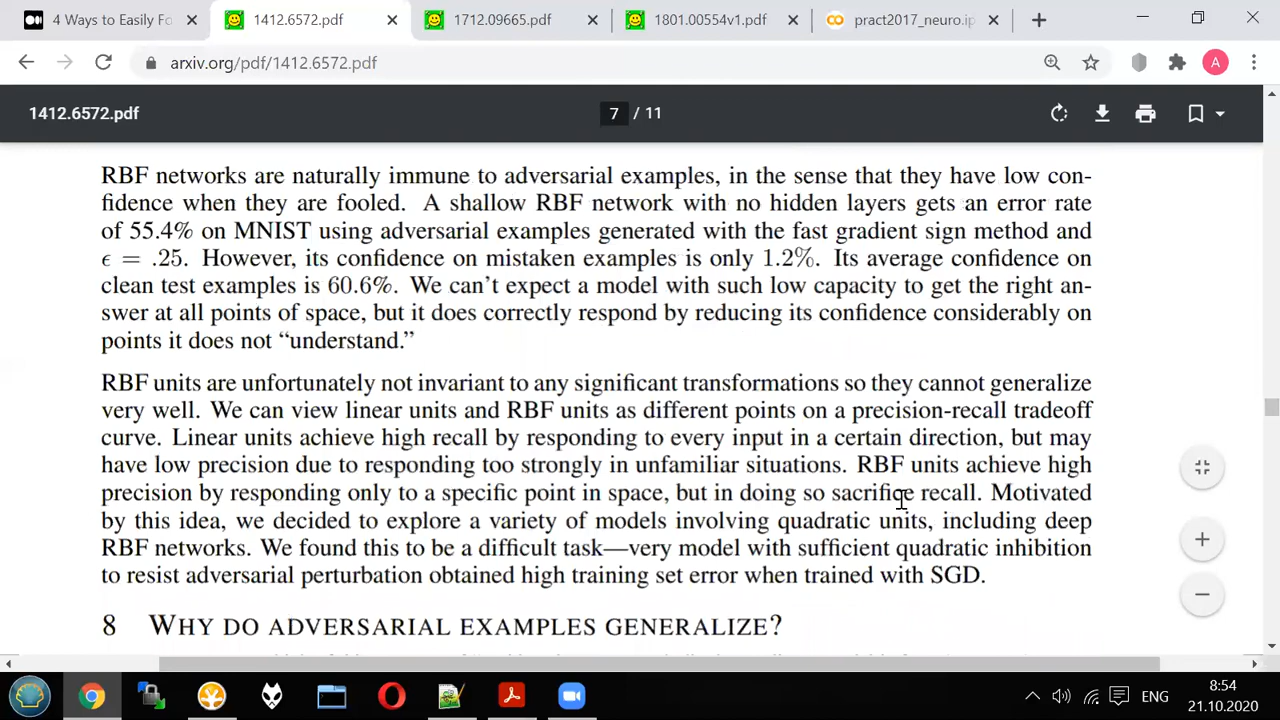 4 Ways to Easily Fo
1412.6572.pdf
1712.09665.pdf
1801.00554v1.pdf
pract2017_neuro.ip
arxiv.org/pdf/1412.6572.pdf
A
1412.6572.pdf
7 / 11
RBF networks are naturally immune to adversarial examples, in the sense that they have low con-
fidence when they are fooled. A shallow RBF network with no hidden layers gets an error rate
of 55.4% on MNIST using adversarial examples generated with the fast gradient sign method and
ϵ = .25. However, its confidence on mistaken examples is only 1.2%. Its average confidence on
clean test examples is 60.6%. We can't expect a model with such low capacity to get the right an-
swer at all points of space, but it does correctly respond by reducing its confidence considerably on
points it does not “understand.”
RBF units are unfortunately not invariant to any significant transformations so they cannot generalize
very well. We can view linear units and RBF units as different points on a precision-recall tradeoff
curve. Linear units achieve high recall by responding to every input in a certain direction, but may
have low precision due to responding too strongly in unfamiliar situations. RBF units achieve high
precision by responding only to a specific point in space, but in doing so sacrifice recall. Motivated
by this idea, we decided to explore a variety of models involving quadratic units, including deep
RBF networks. We found this to be a difficult task—very model with sufficient quadratic inhibition
to resist adversarial perturbation obtained high training set error when trained with SGD.
8 WHY DO ADVERSARIAL EXAMPLES GENERALIZE?
ENG
8:54
21.10.2020